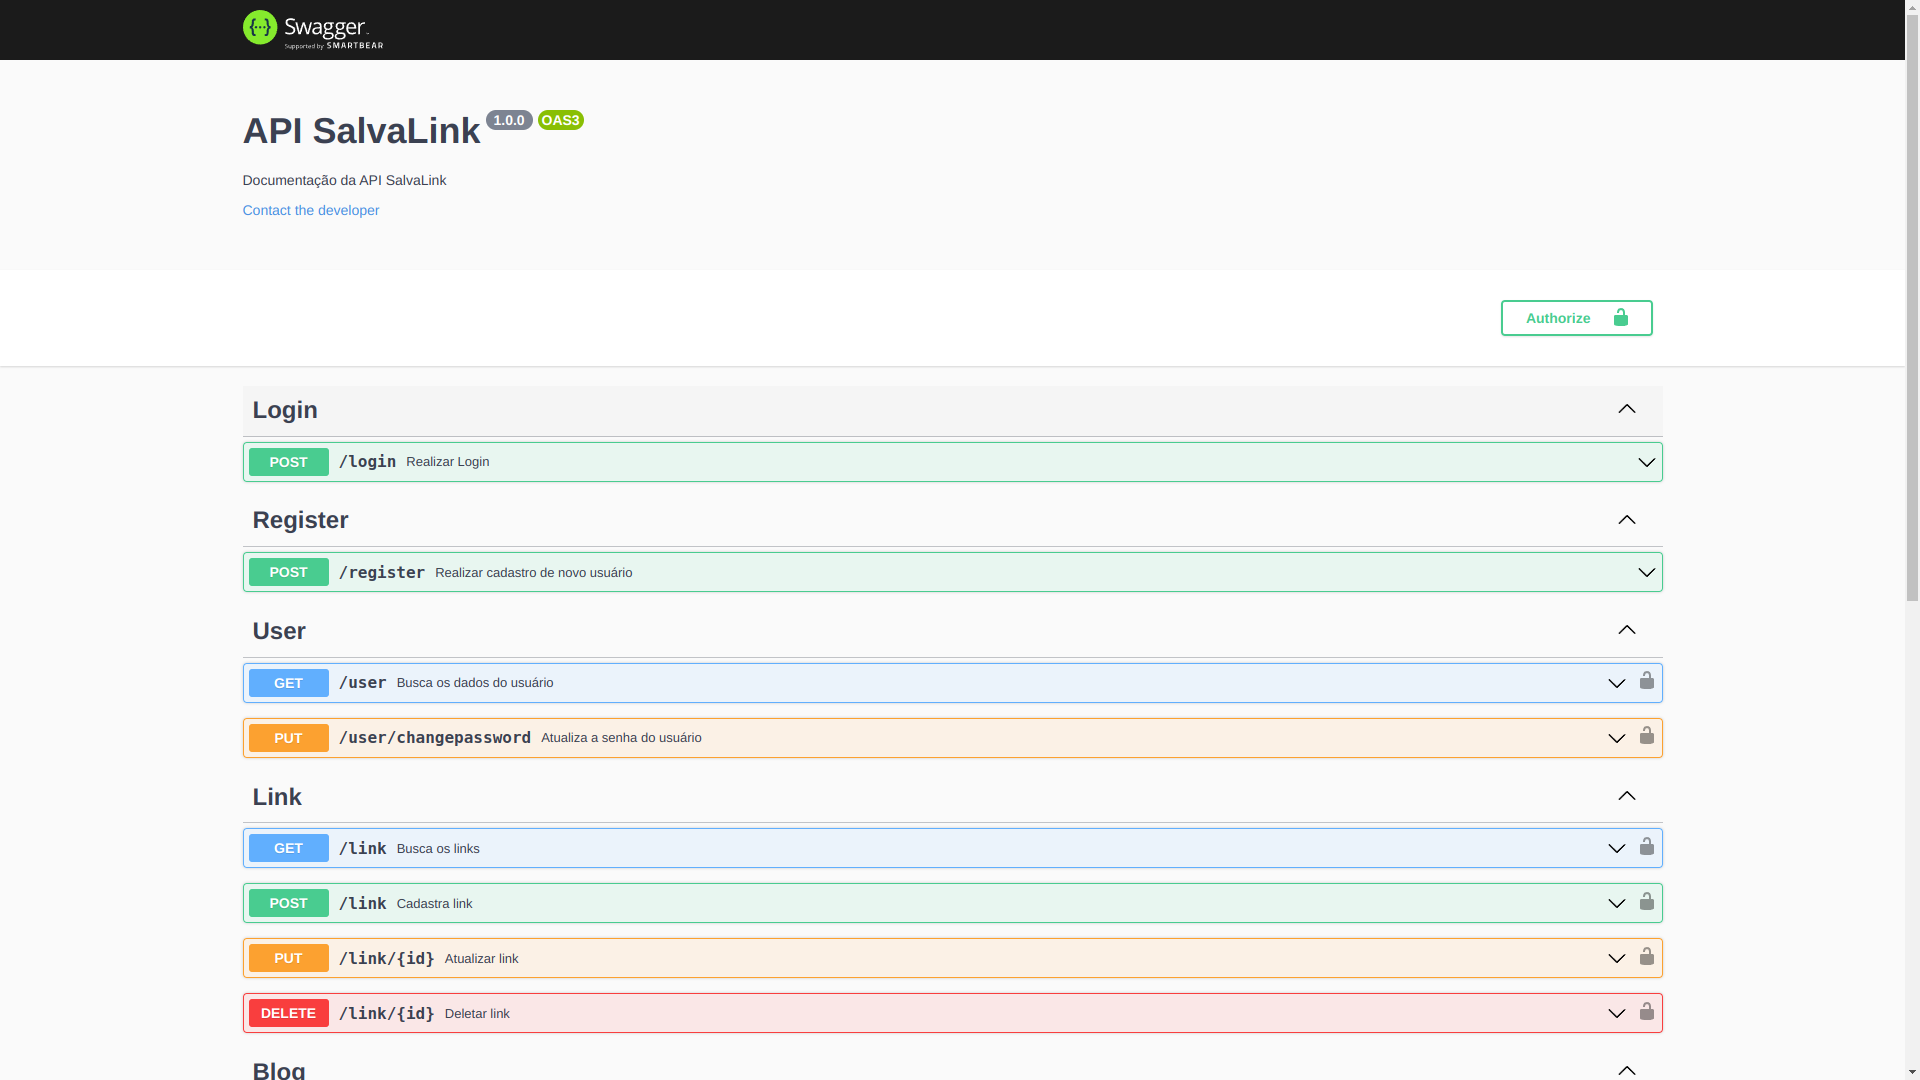 Swagger
Supported by SMARTBEAR
API SalvaLink 1.0.0 OAS3
Documentação da API SalvaLink
Contact the developer
Authorize
Login
POST /login Realizar Login
Register
POST /register Realizar cadastro de novo usuário
User
GET /user Busca os dados do usuário
PUT /user/changepassword Atualiza a senha do usuário
Link
GET /link Busca os links
POST /link Cadastra link
PUT /link/{id} Atualizar link
DELETE /link/{id} Deletar link
Blog